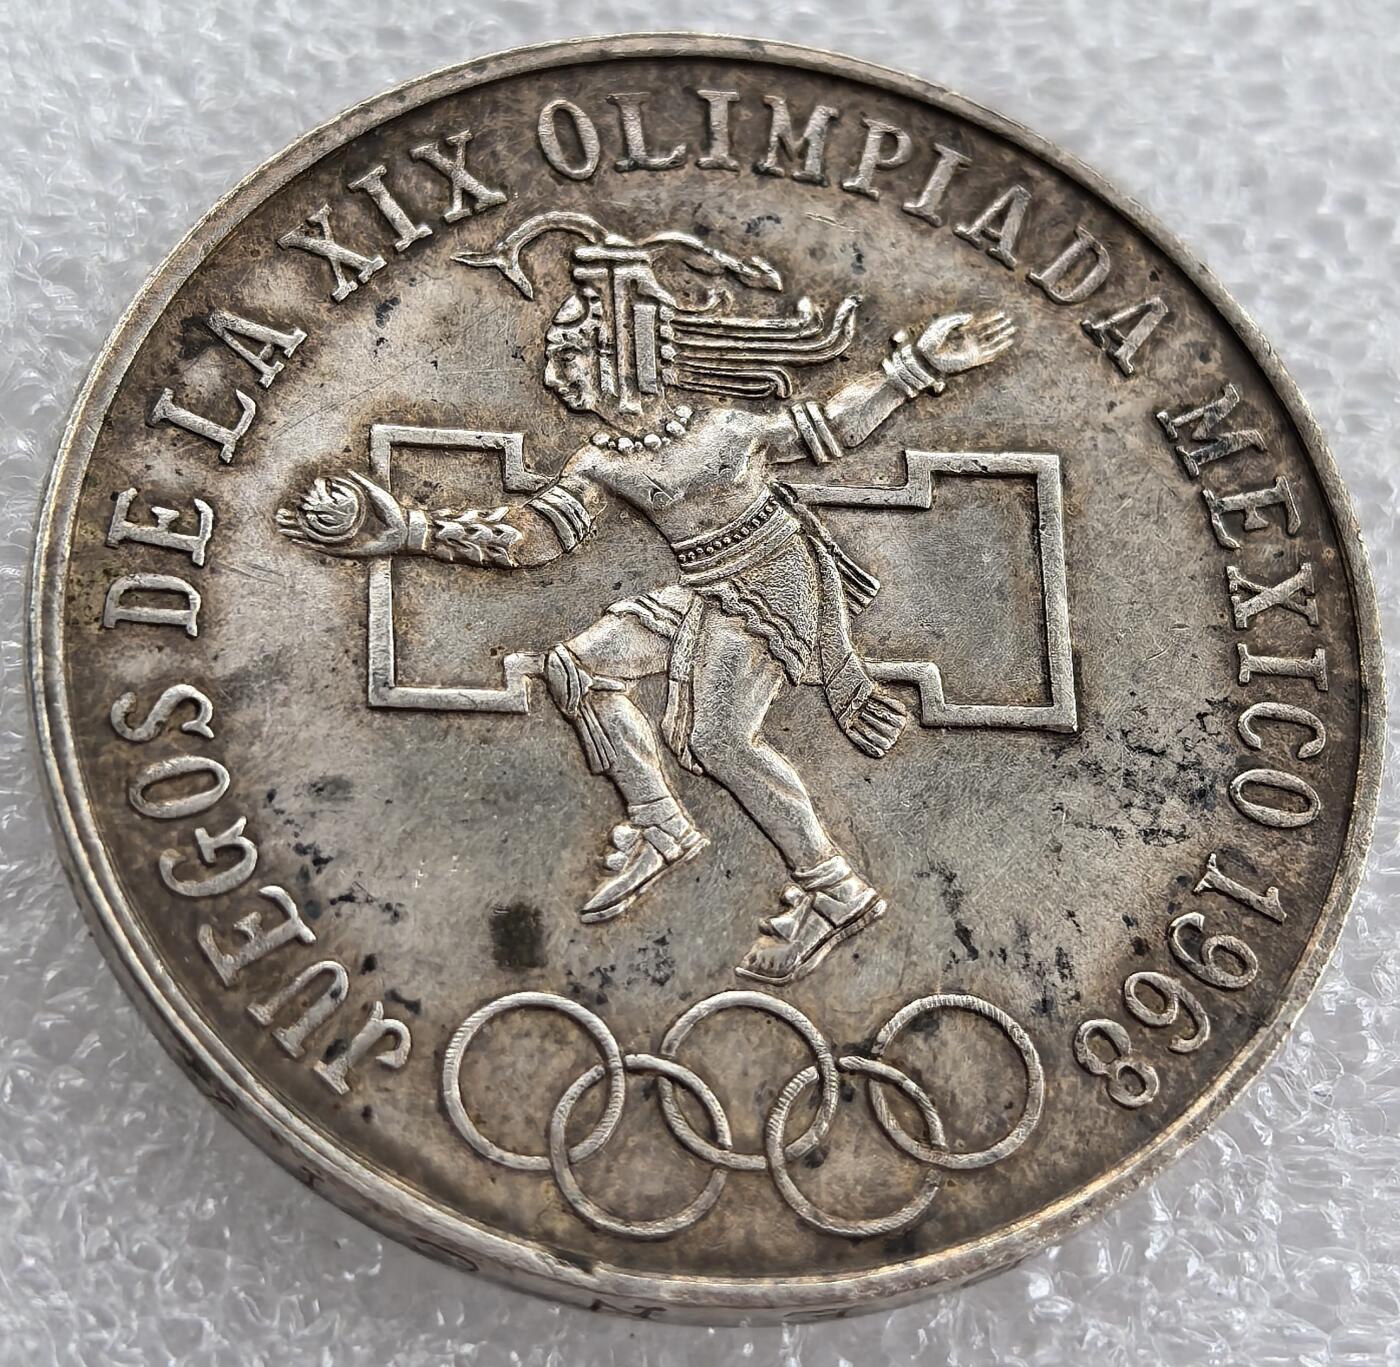 JUEGOS DE LA XIX OLIMPIADA MEXICO 1968